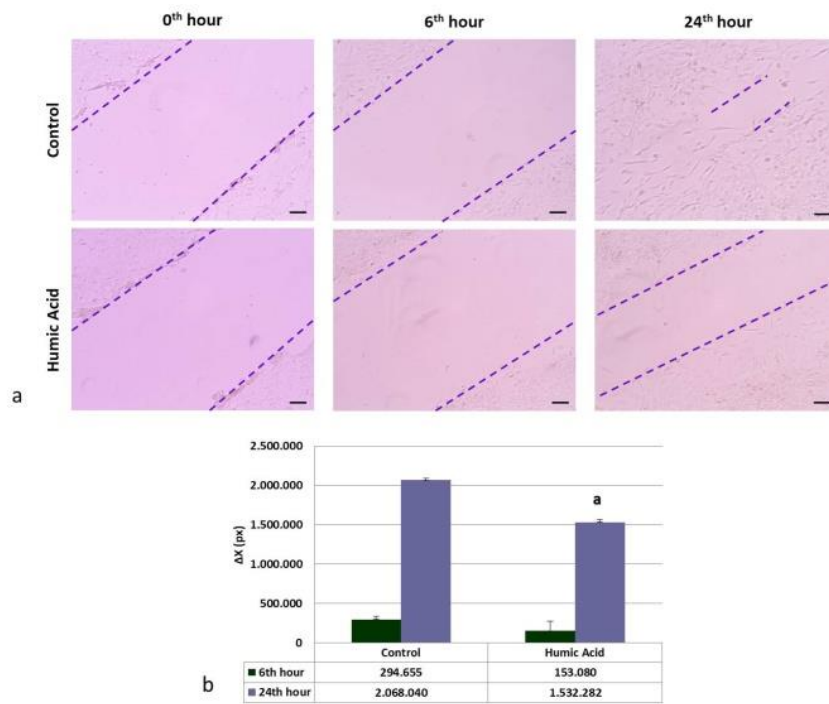 0th hour 6th hour 24th hour
Control
Humic Acid
a
2.500.000
2.000.000
1.500.000
1.000.000
500.000
0
ΔX (px)
a
Control Humic Acid
6th hour 294.655 153.080
24th hour 2.068.040 1.532.282
b